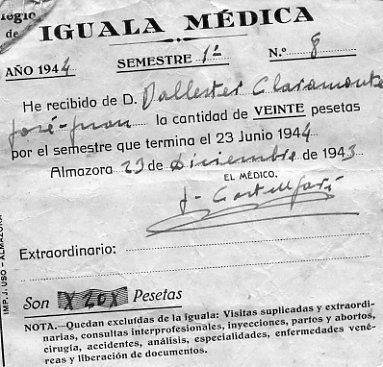 legio
de
IGUALA MÉDICA
AÑO 1944 SEMESTRE 1º N.º 8
He recibido de D. Vallester Claramonte
José-Juan la cantidad de VEINTE pesetas
por el semestre que termina el 23 Junio 1944
Almazora 23 de Diciembre de 1943
EL MÉDICO,
J-
Extraordinario:
Son X20X Pesetas
NOTA.—Quedan excluídas de la iguala: Visitas suplicadas y extraordi-
narias, consultas interprofesionales, inyecciones, partos y abortos,
cirugía, accidentes, análisis, especialidades, enfermedades vené-
reas y liberación de documentos.
IMP. J. USO - ALMAZORA